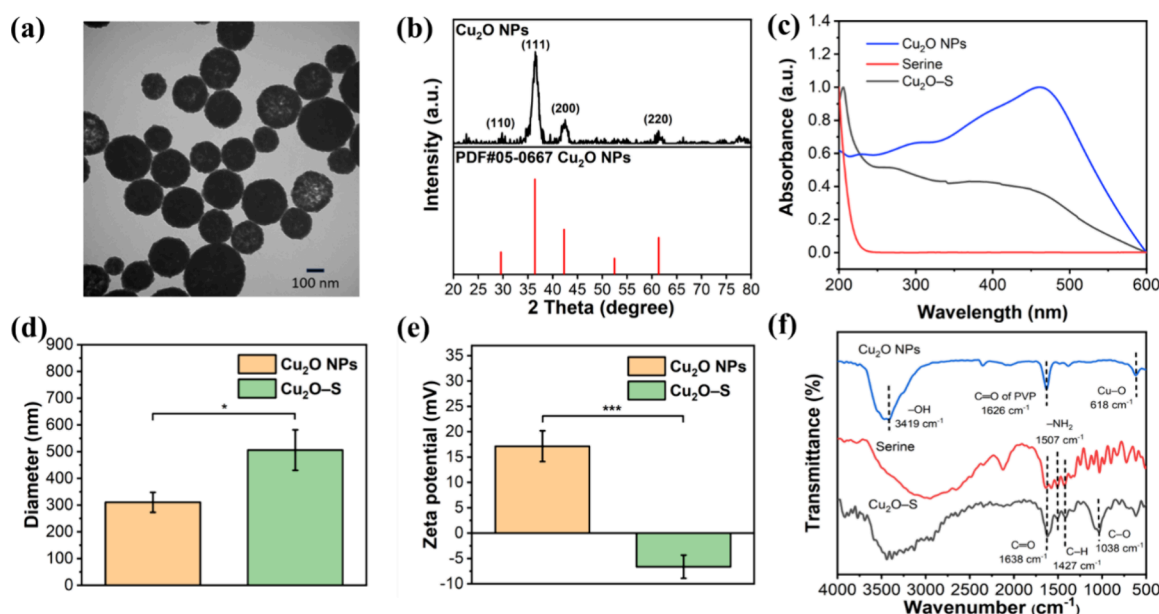 (a)
100 nm
(b)
Cu₂O NPs
(111)
(110)
(200)
(220)
PDF#05-0667 Cu₂O NPs
Intensity (a.u.)
20 25 30 35 40 45 50 55 60 65 70 75 80
2 Theta (degree)
(c)
1.4
1.2
1.0
0.8
0.6
0.4
0.2
0.0
Absorbance (a.u.)
Cu₂O NPs
Serine
Cu₂O–S
200 300 400 500 600
Wavelength (nm)
(d)
900
800
700
600
500
400
300
200
100
0
Diameter (nm)
Cu₂O NPs
Cu₂O–S
*
(e)
35
30
25
20
15
10
5
0
-5
-10
Zeta potential (mV)
Cu₂O NPs
Cu₂O–S
***
(f)
Transmittance (%)
Cu₂O NPs
–OH
3419 cm⁻¹
C=O of PVP
1626 cm⁻¹
Cu–O
618 cm⁻¹
–NH₂
1507 cm⁻¹
Serine
Cu₂O–S
C=O
1638 cm⁻¹
C–H
1427 cm⁻¹
C–O
1038 cm⁻¹
4000 3500 3000 2500 2000 1500 1000 500
Wavenumber (cm⁻¹)